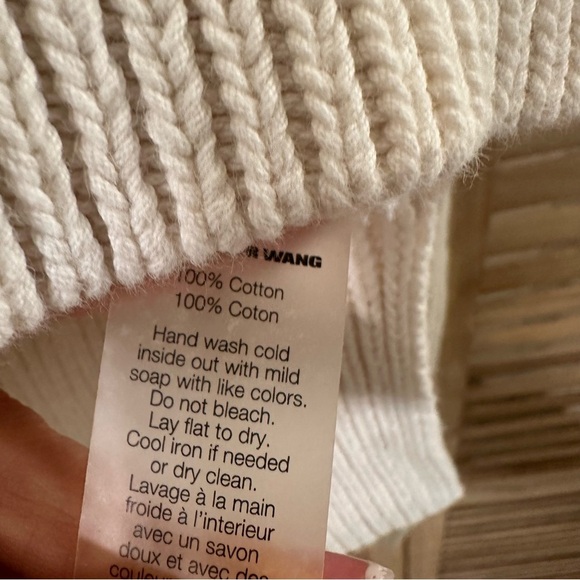 WANG
100% Cotton
100% Coton
Hand wash cold
inside out with mild
soap with like colors.
Do not bleach.
Lay flat to dry.
Cool iron if needed
or dry clean.
Lavage à la main
froide à l'interieur
avec un savon
doux et avec des